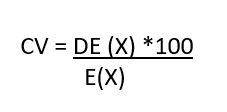 CV = DE (X) *100
E(X)